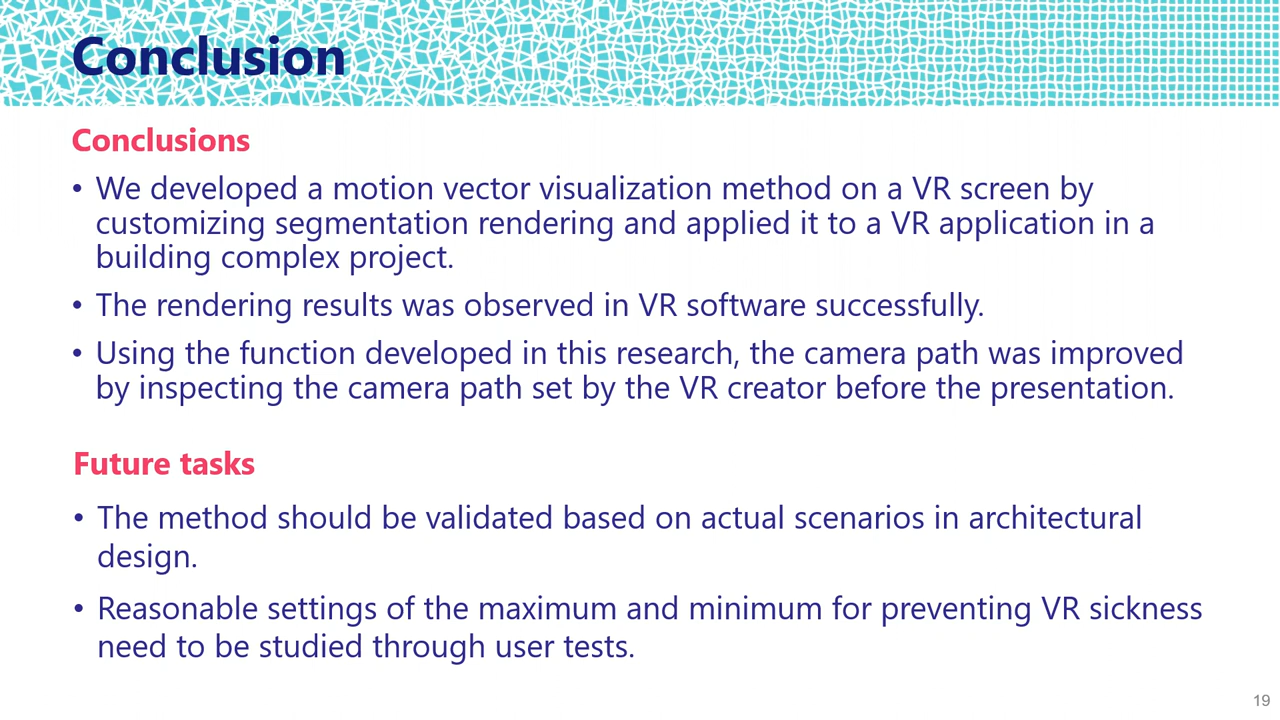 Conclusion
Conclusions
• We developed a motion vector visualization method on a VR screen by
customizing segmentation rendering and applied it to a VR application in a
building complex project.
• The rendering results was observed in VR software successfully.
• Using the function developed in this research, the camera path was improved
by inspecting the camera path set by the VR creator before the presentation.
Future tasks
• The method should be validated based on actual scenarios in architectural
design.
• Reasonable settings of the maximum and minimum for preventing VR sickness
need to be studied through user tests.
19